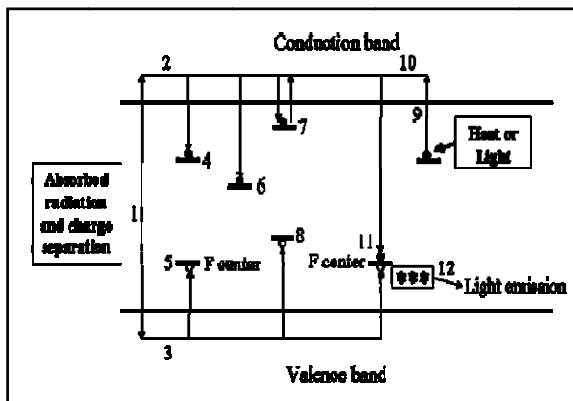 Conduction band
2
10
7
9
Heat or
Light
4
6
Absorbed
radiation
and charge
separation
1
8
11
5
F center
F center
***
12
Light emission
3
Valence band